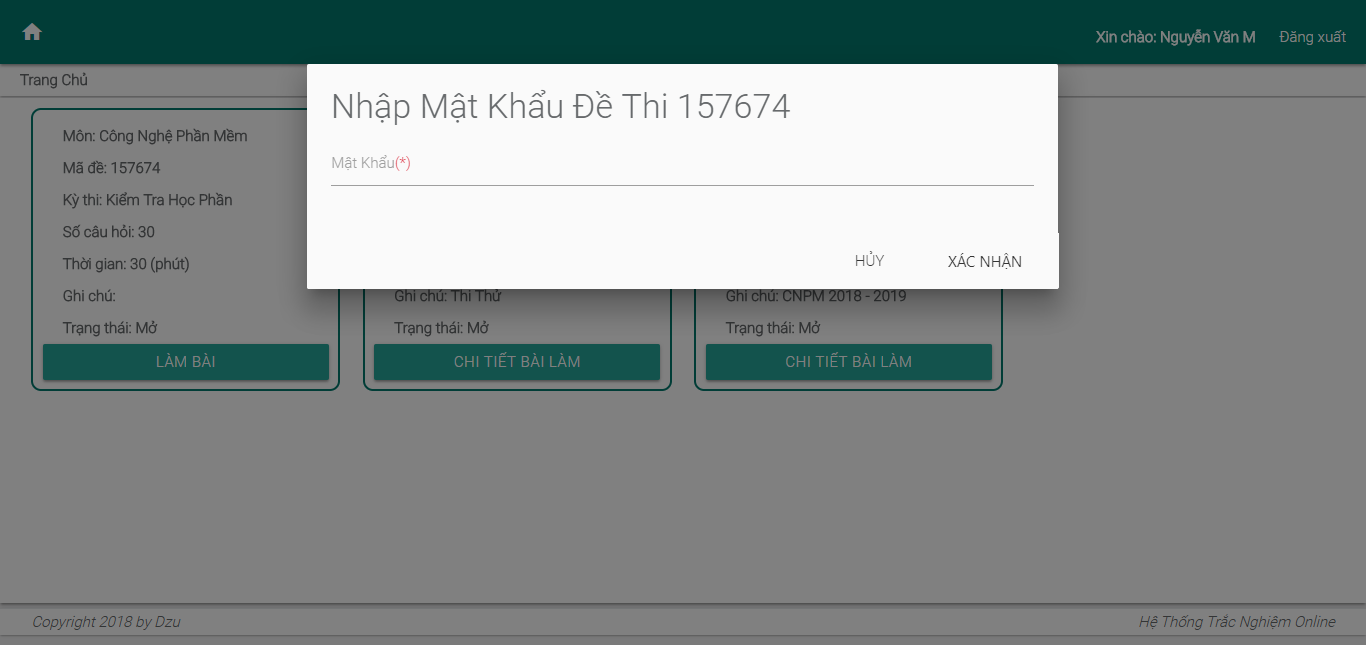 Xin chào: Nguyễn Văn M Đăng xuất
Trang Chủ
Nhập Mật Khẩu Đề Thi 157674
Mật Khẩu(*)
HỦY XÁC NHẬN
Môn: Công Nghệ Phần Mềm
Mã đề: 157674
Kỳ thi: Kiểm Tra Học Phần
Số câu hỏi: 30
Thời gian: 30 (phút)
Ghi chú:
Trạng thái: Mở
LÀM BÀI
Ghi chú: Thi Thử
Trạng thái: Mở
CHI TIẾT BÀI LÀM
Ghi chú: CNPM 2018 - 2019
Trạng thái: Mở
CHI TIẾT BÀI LÀM
Copyright 2018 by Dzu
Hệ Thống Trắc Nghiệm Online